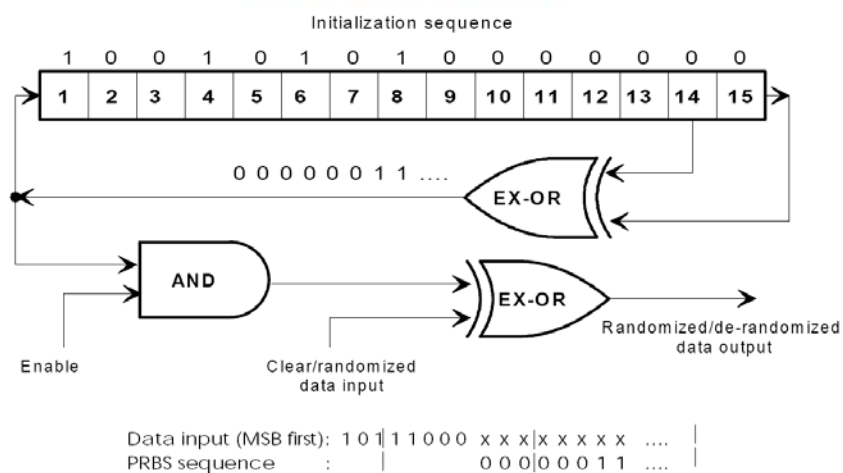 Initialization sequence
1 0 0 1 0 1 0 1 0 0 0 0 0 0 0
1 2 3 4 5 6 7 8 9 10 11 12 13 14 15
0 0 0 0 0 0 1 1 ....
EX-OR
AND
EX-OR
Enable
Clear/randomized
data input
Randomized/de-randomized
data output
Data input (MSB first): 1 0 1|1 1 0 0 0 x x x|x x x x x .... |
PRBS sequence : | 0 0 0|0 0 0 1 1 .... |